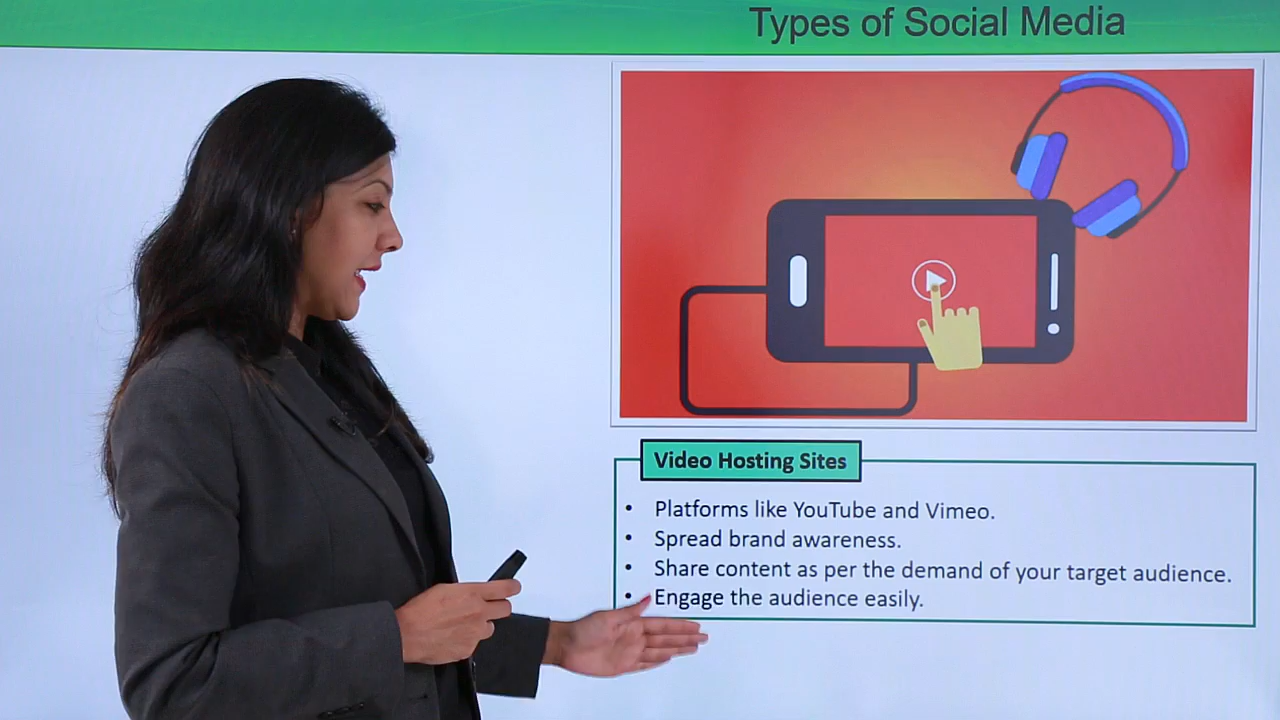 Types of Social Media
Video Hosting Sites
• Platforms like YouTube and Vimeo.
• Spread brand awareness.
• Share content as per the demand of your target audience.
• Engage the audience easily.